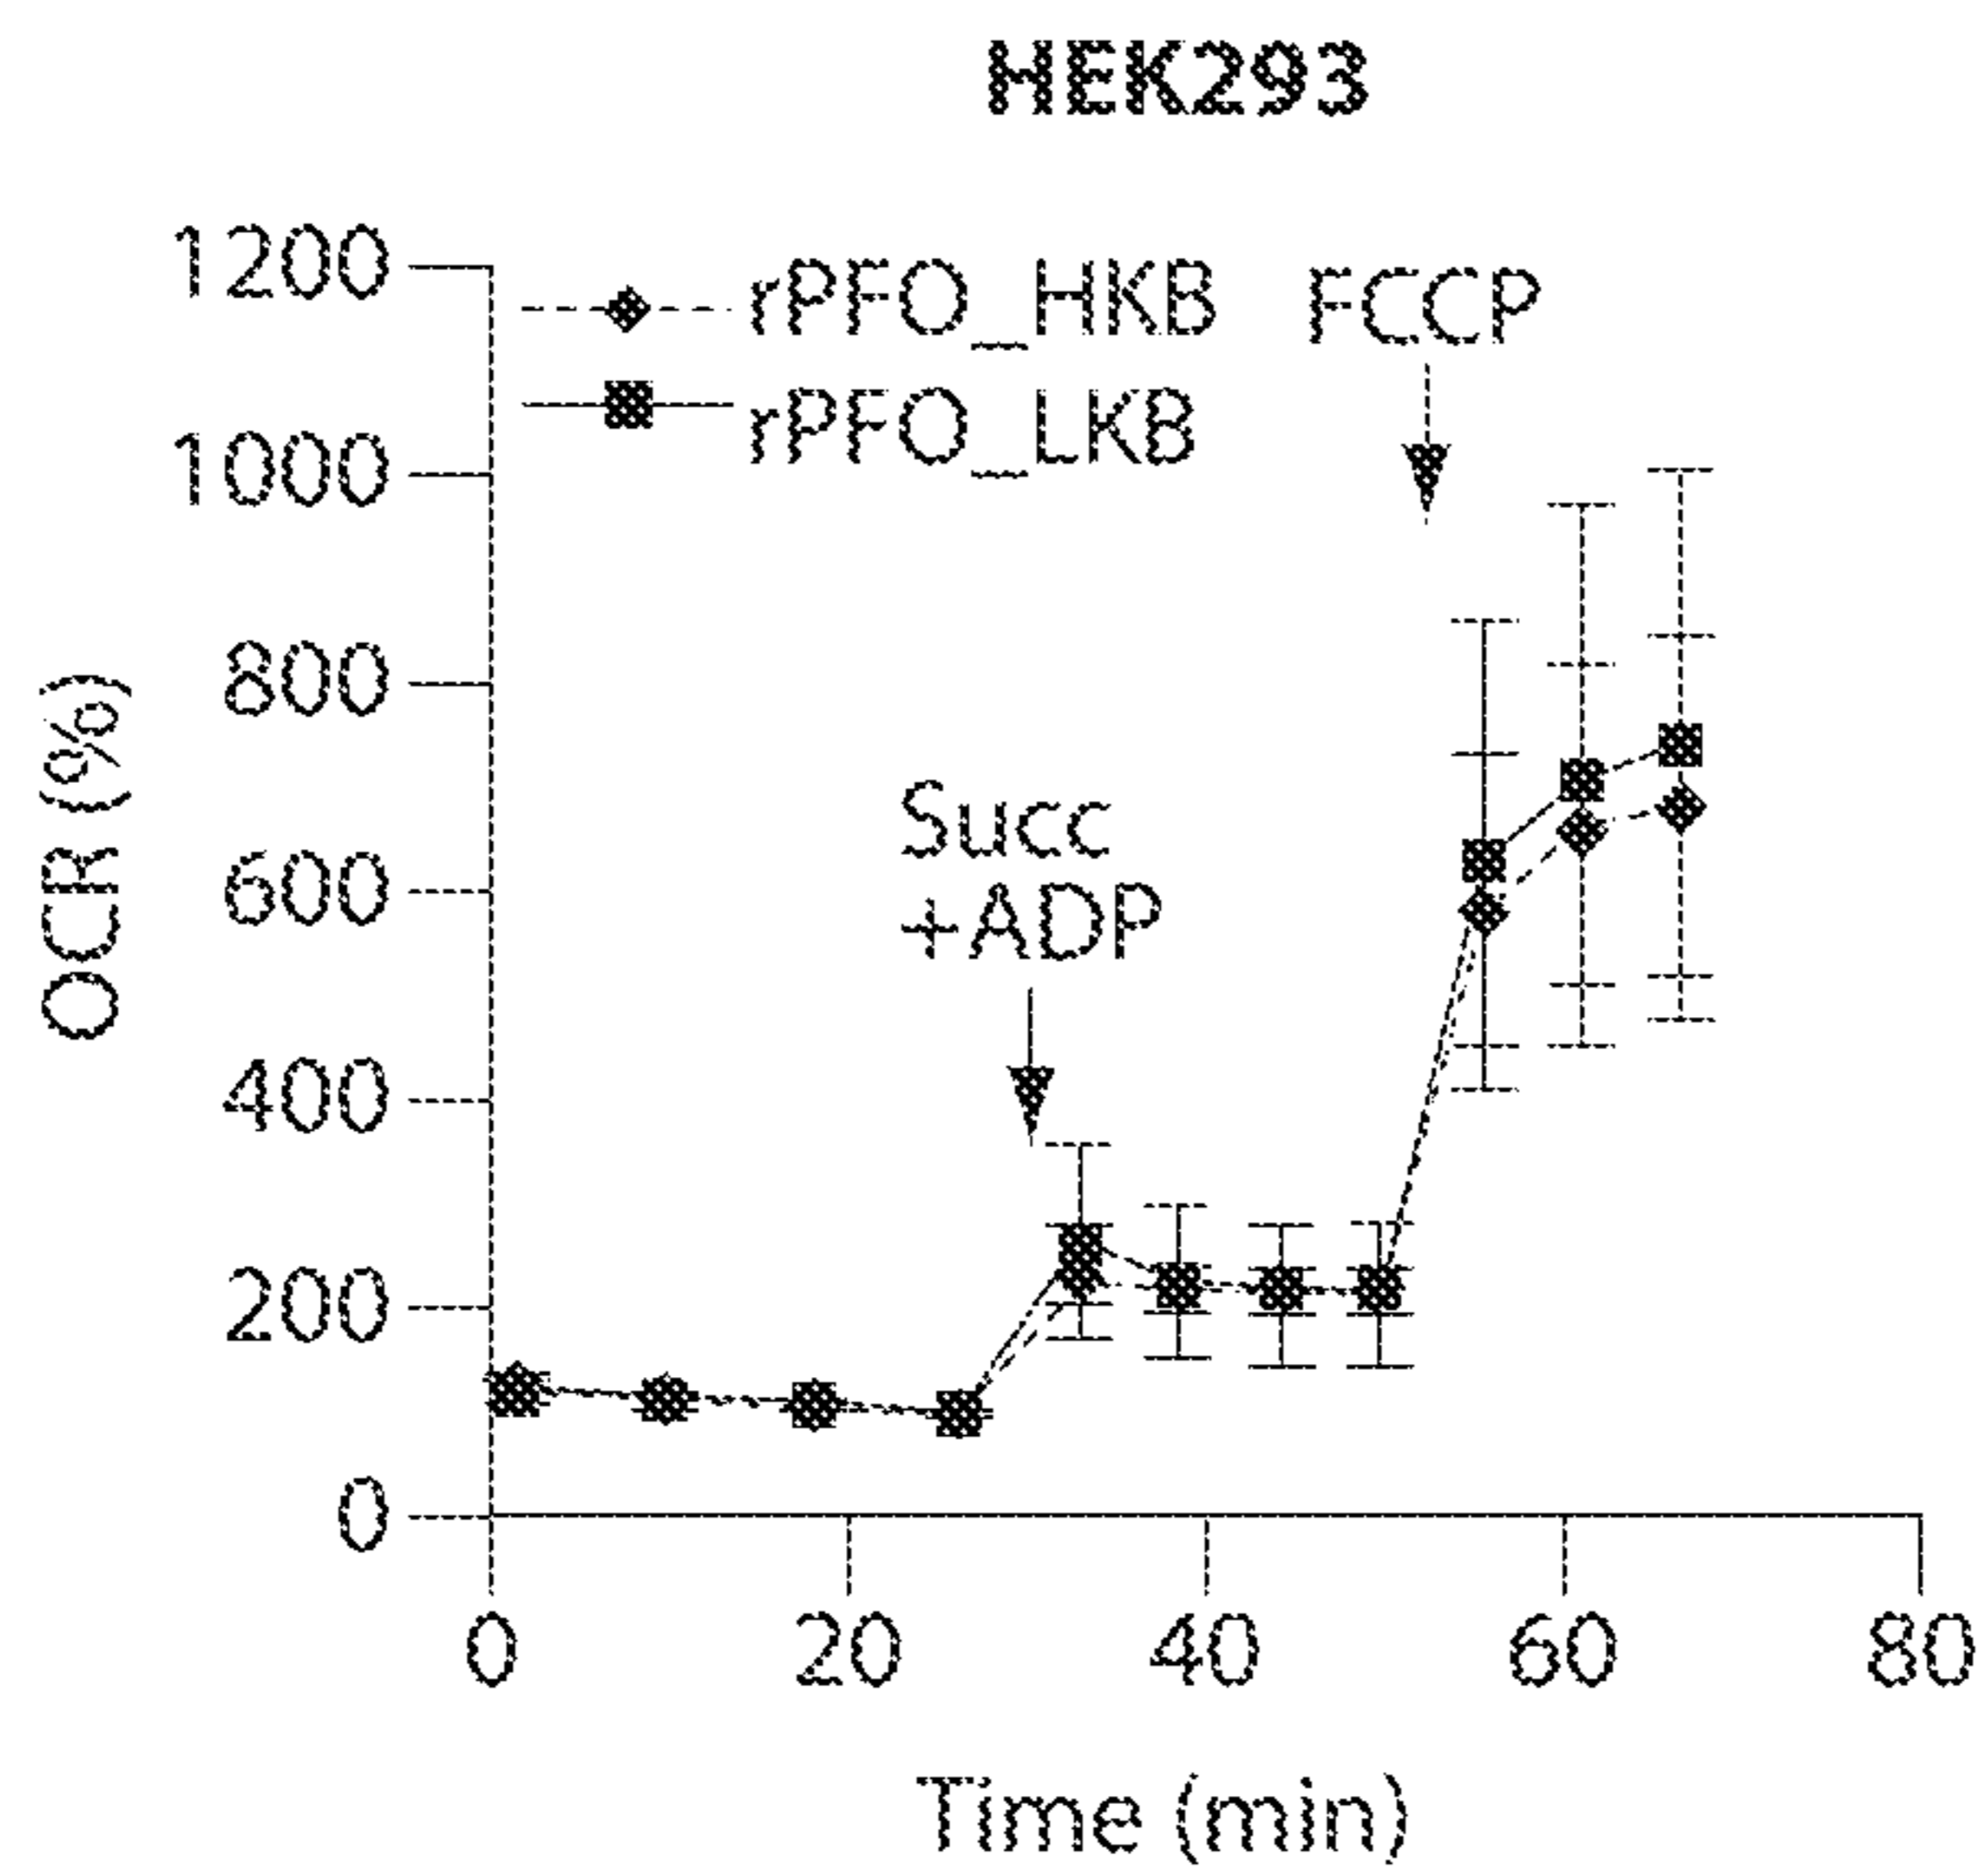 HEK293
1200
rPFO_HKB
FCCP
rPFO_LKB
1000
800
Succ
+ADP
600
400
200
0
OCR (%)
0 20 40 60 80
Time (min)